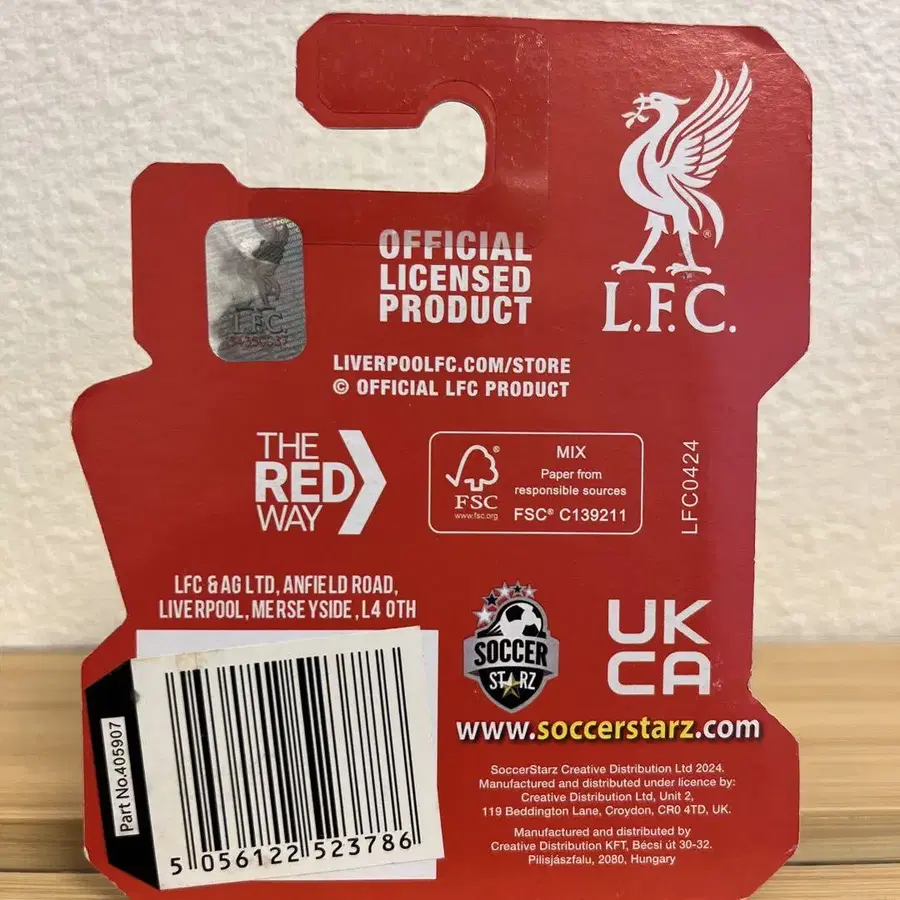 L.F.C.
L.F.C.
OFFICIAL
LICENSED
PRODUCT
LIVERPOOLFC.COM/STORE
© OFFICIAL LFC PRODUCT
THE
RED
WAY
FSC®
www.fsc.org
MIX
Paper from
responsible sources
FSC® C139211
LFC0424
LFC & AG LTD, ANFIELD ROAD,
LIVERPOOL, MERSEYSIDE, L4 0TH
SOCCER
STARZ
UK
CA
www.soccerstarz.com
Part No.405907
5 056122 523786
SoccerStarz Creative Distribution Ltd 2024.
Manufactured and distributed under licence by:
Creative Distribution Ltd, Unit 2,
119 Beddington Lane, Croydon, CR0 4TD, UK.
Manufactured and distributed by
Creative Distribution KFT, Bécsi út 30-32.
Pilisjászfalu, 2080, Hungary